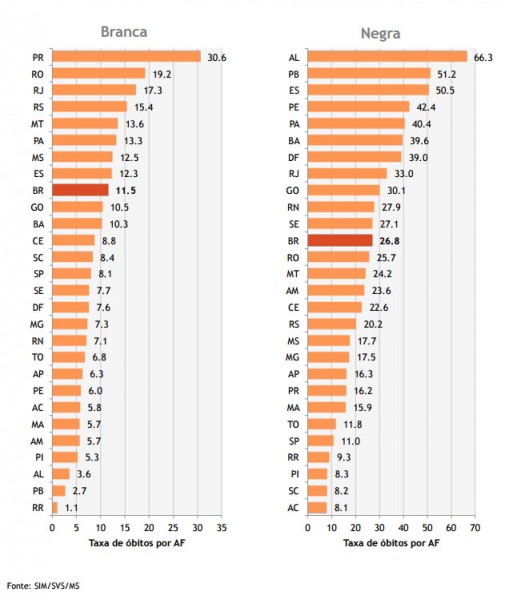 Branca
PR 30.6
RO 19.2
RJ 17.3
RS 15.4
MT 13.6
PA 13.3
MS 12.5
ES 12.3
BR 11.5
GO 10.5
BA 10.3
CE 8.8
SC 8.4
SP 8.1
SE 7.7
DF 7.6
MG 7.3
RN 7.1
TO 6.8
AP 6.3
PE 6.0
AC 5.8
MA 5.7
AM 5.7
PI 5.3
AL 3.6
PB 2.7
RR 1.1
0 5 10 15 20 25 30 35
Taxa de óbitos por AF
Negra
AL 66.3
PB 51.2
ES 50.5
PE 42.4
PA 40.4
BA 39.6
DF 39.0
RJ 33.0
GO 30.1
RN 27.9
SE 27.1
BR 26.8
RO 25.7
MT 24.2
AM 23.6
CE 22.6
RS 20.2
MS 17.7
MG 17.5
AP 16.3
PR 16.2
MA 15.9
TO 11.8
SP 11.0
RR 9.3
PI 8.3
SC 8.2
AC 8.1
0 10 20 30 40 50 60 70
Taxa de óbitos por AF
Fonte: SIM/SVS/MS